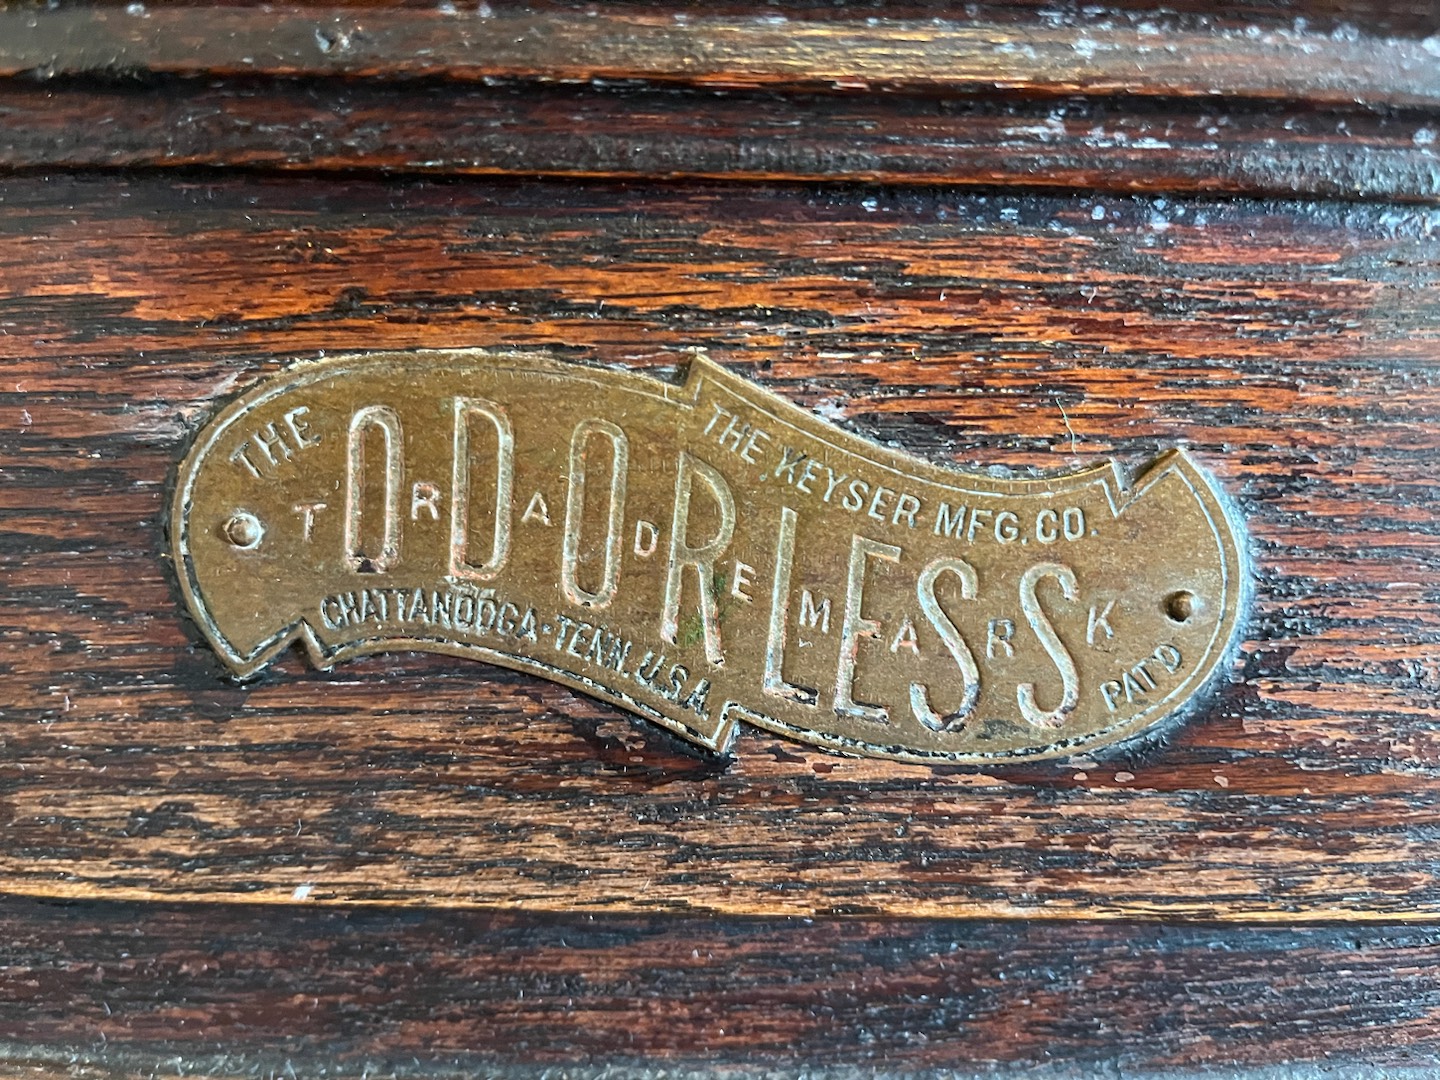 THE ODORLESS
TRADE MARK
THE KEYSER MFG. CO.
CHATTANOOGA-TENN. U.S.A.
PAT'D